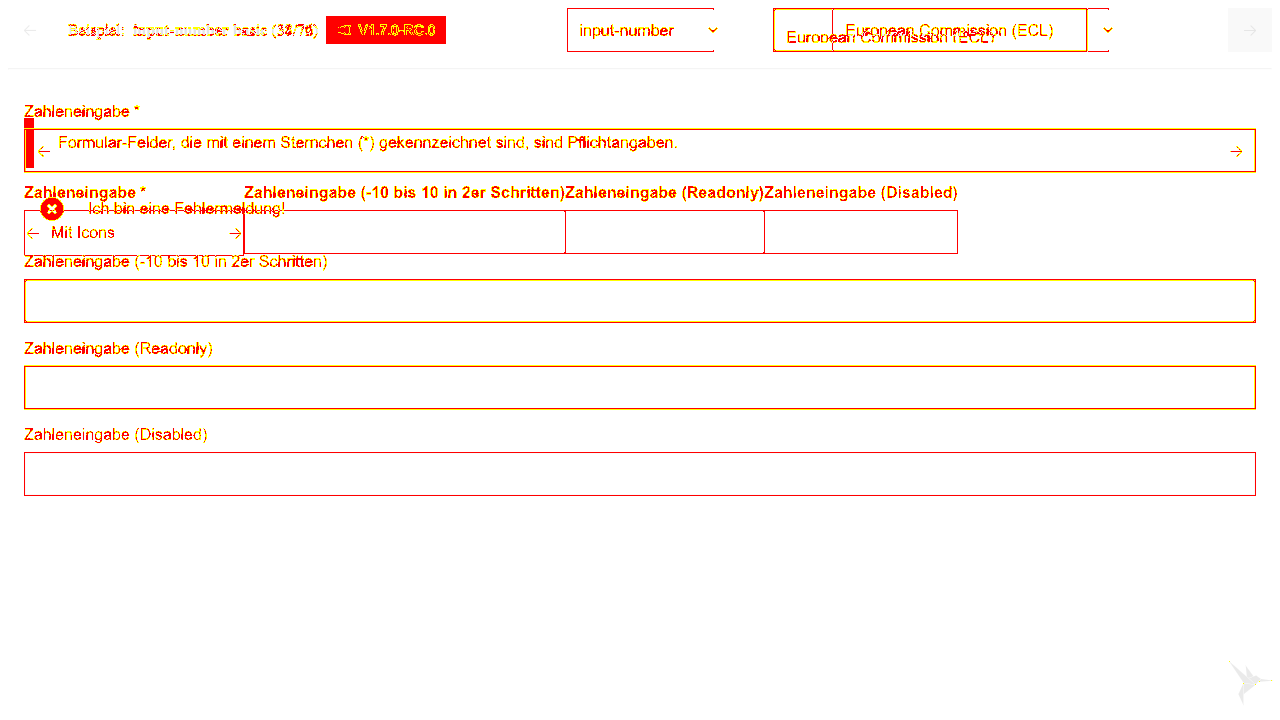 Beispiel: input-number basic V1.7.0-RC.0 input-number European Commission (ECL)
European Commission (ECL)
Zahleneingabe *
Formular-Felder, die mit einem Sternchen (*) gekennzeichnet sind, sind Pflichtangaben.
Zahleneingabe * Zahleneingabe (-10 bis 10 in 2er Schritten) Zahleneingabe (Readonly) Zahleneingabe (Disabled)
Ich bin eine Fehlermeldung!
Mit Icons
Zahleneingabe (-10 bis 10 in 2er Schritten)
Zahleneingabe (Readonly)
Zahleneingabe (Disabled)